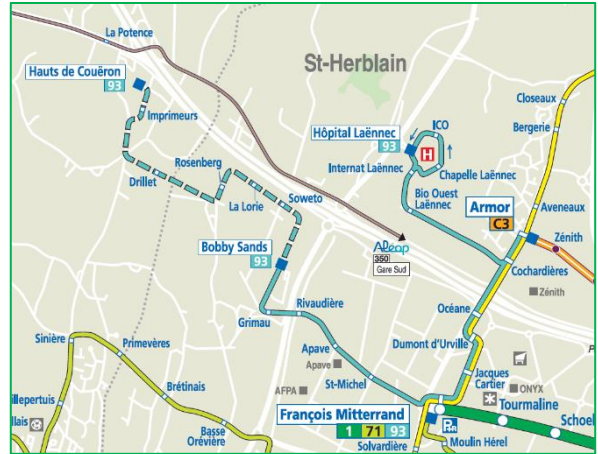 La Potence
St-Herblain
Hauts de Couëron
93
Closeaux
Imprimeurs
ICO
Bergerie
Hôpital Laënnec
93
H
Rosenberg
Internat Laënnec
Chapelle Laënnec
Drillet
Soweto
Bio Ouest
Laënnec
La Lorie
Armor
C3
Aveneaux
Zénith
Bobby Sands
93
350
Gare Sud
Cochardières
Zénith
Rivaudière
Océane
Grimau
Sinière
Primevères
Apave
Apave
Dumont d'Urville
Jacques
Cartier
ONYX
St-Michel
Brétinais
AFPA
illepertuis
llais
François Mitterrand
1 71 93
Tourmaline
Schoel
Basse
Orévière
Solvardière
Moulin Hérel